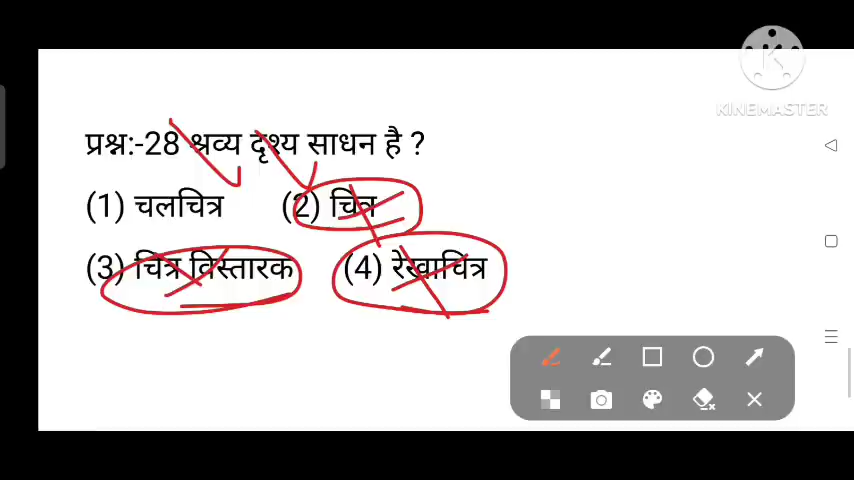 KINEMASTER
प्रश्न:-28 श्रव्य दृश्य साधन है ?
(1) चलचित्र (2) चित्र
(3) चित्र विस्तारक (4) रेखाचित्र